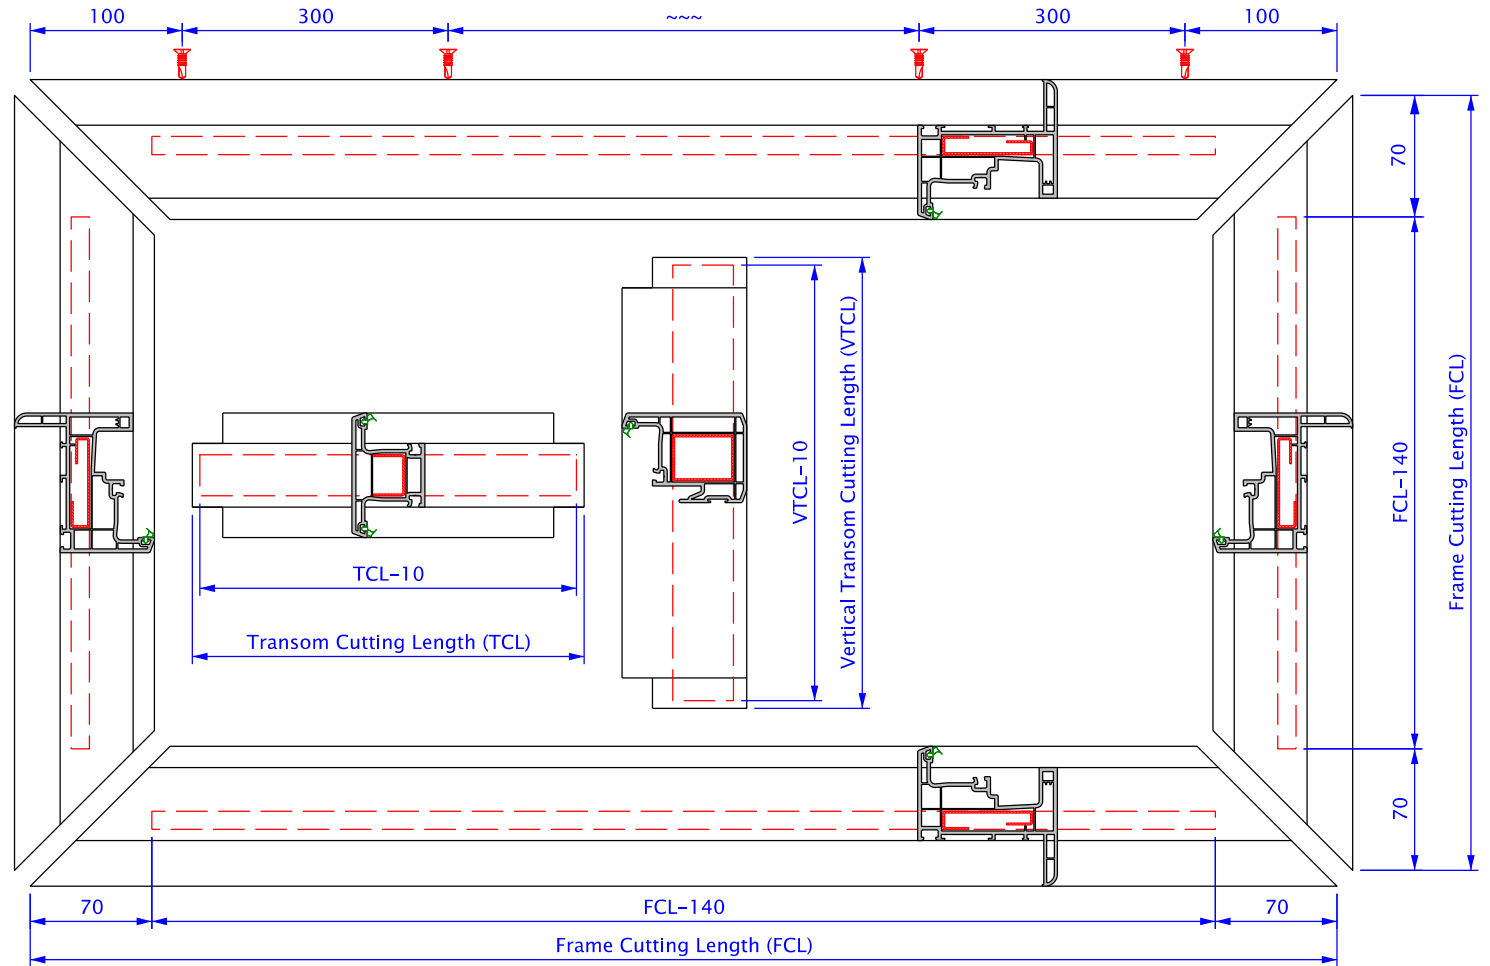 100
300
~~~
300
100
70
FCL-140
Frame Cutting Length (FCL)
70
VTCL-10
Vertical Transom Cutting Length (VTCL)
TCL-10
Transom Cutting Length (TCL)
70
FCL-140
70
Frame Cutting Length (FCL)